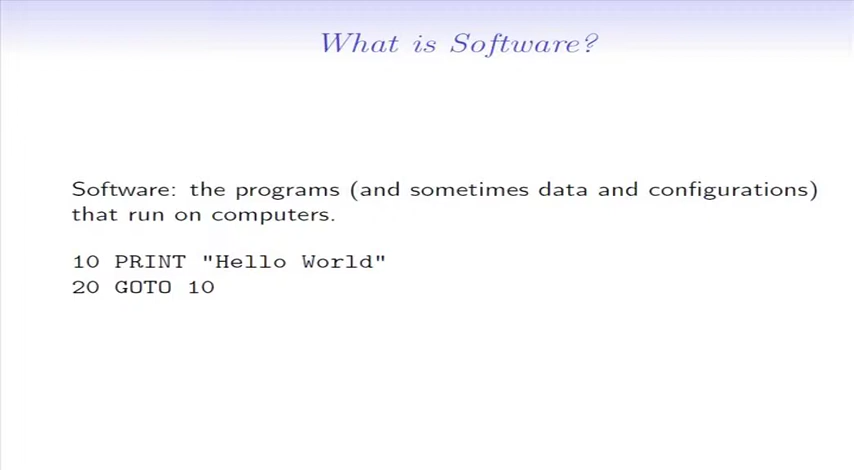 What is Software?
Software: the programs (and sometimes data and configurations)
that run on computers.
10 PRINT "Hello World"
20 GOTO 10